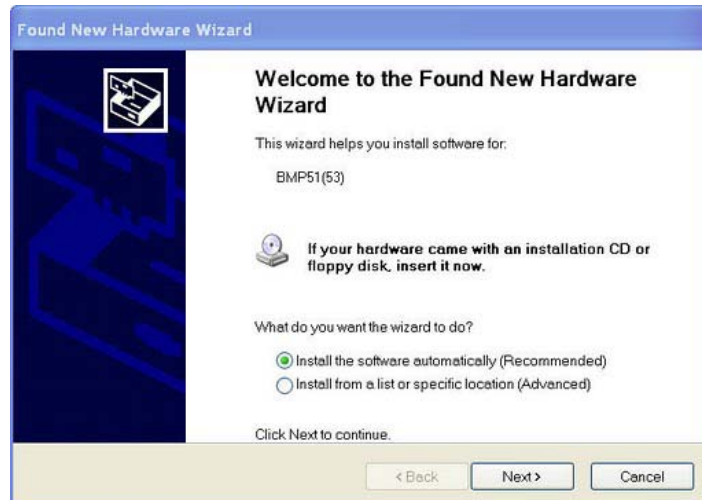 Found New Hardware Wizard
Welcome to the Found New Hardware
Wizard
This wizard helps you install software for:
BMP51(53)
If your hardware came with an installation CD or
floppy disk, insert it now.
What do you want the wizard to do?
Install the software automatically (Recommended)
Install from a list or specific location (Advanced)
Click Next to continue.
< Back
Next >
Cancel